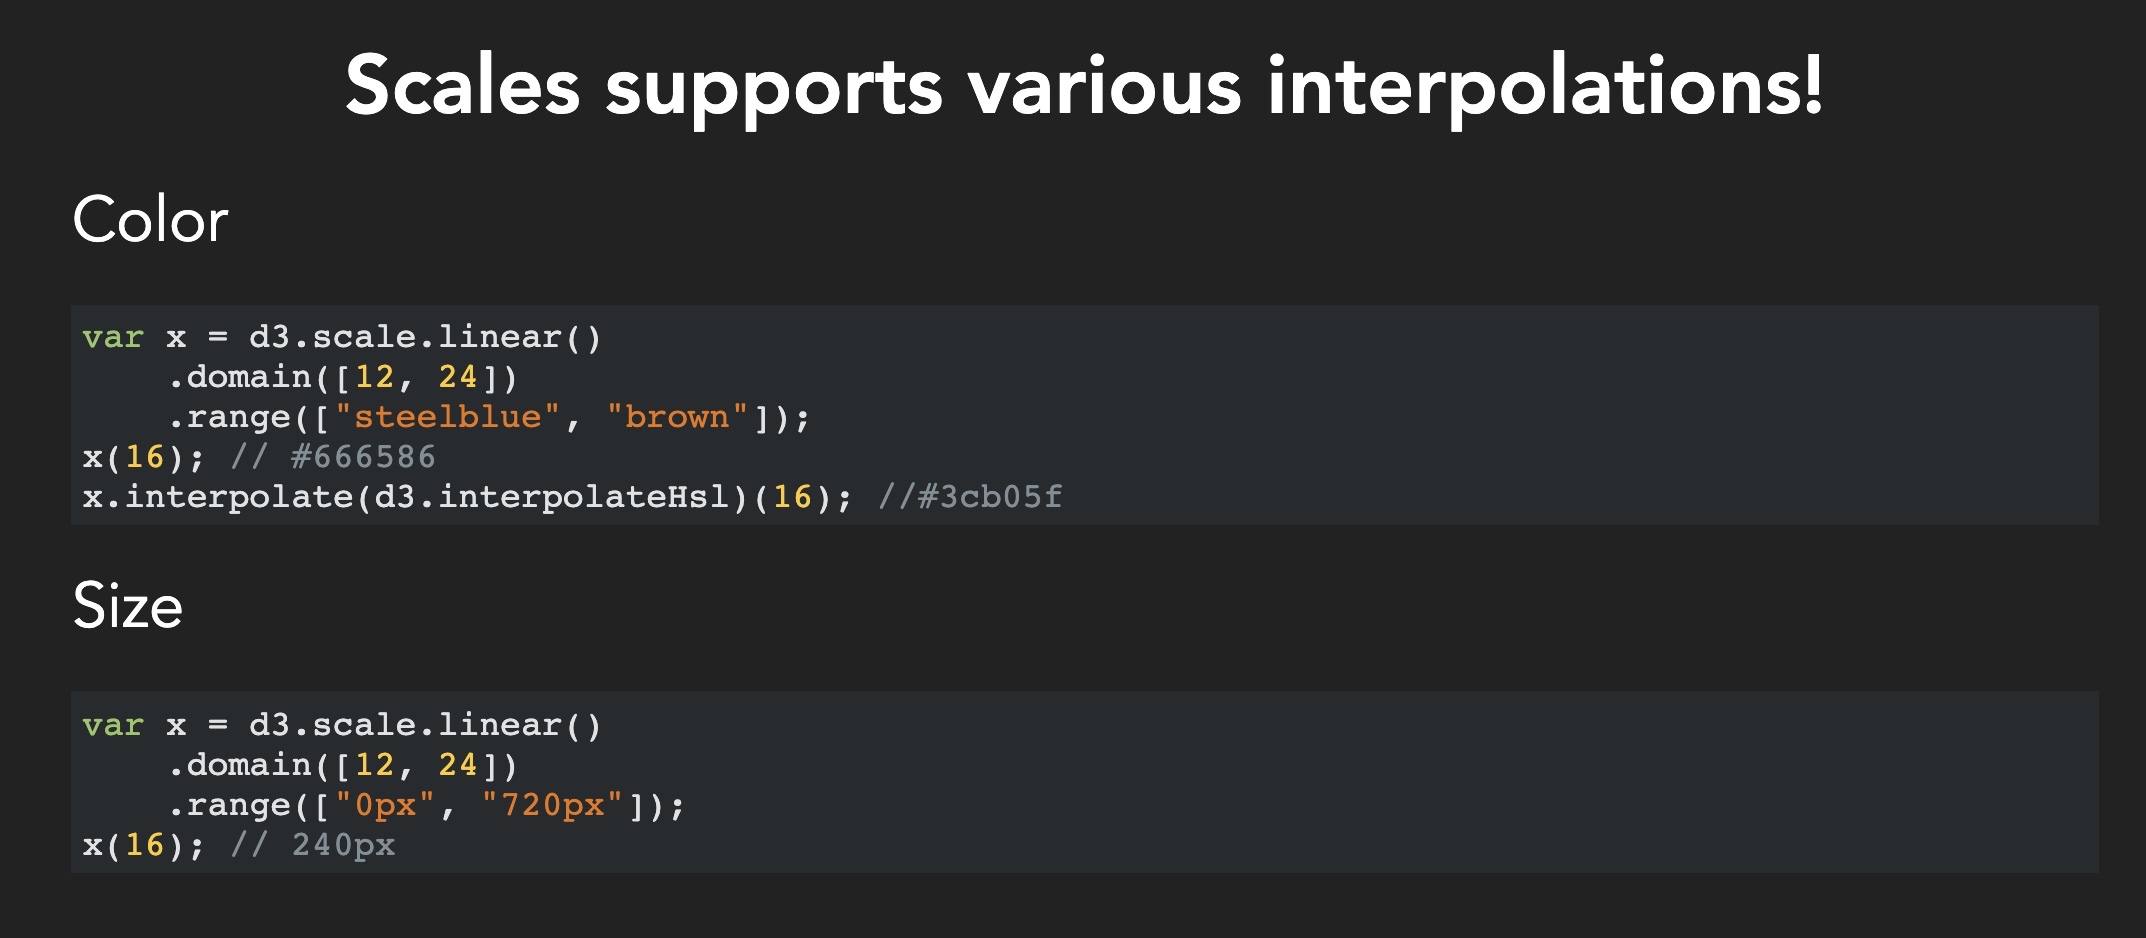 Scales supports various interpolations!
Color
var x = d3.scale.linear()
    .domain([12, 24])
    .range(["steelblue", "brown"]);
x(16); // #666586
x.interpolate(d3.interpolateHsl)(16); //#3cb05f
Size
var x = d3.scale.linear()
    .domain([12, 24])
    .range(["0px", "720px"]);
x(16); // 240px